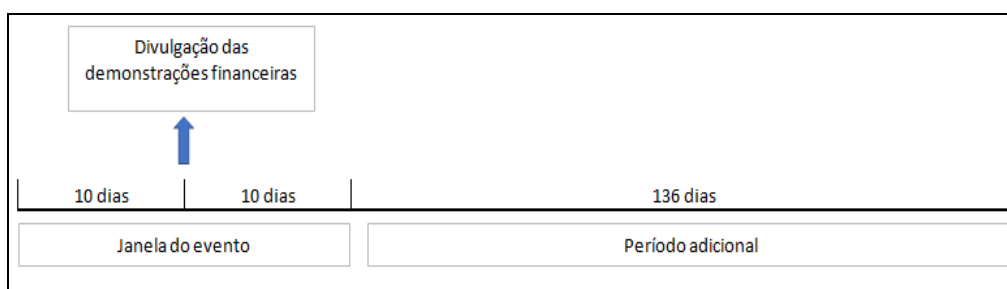 Divulgação das
demonstrações financeiras
10 dias
10 dias
136 dias
Janela do evento
Período adicional